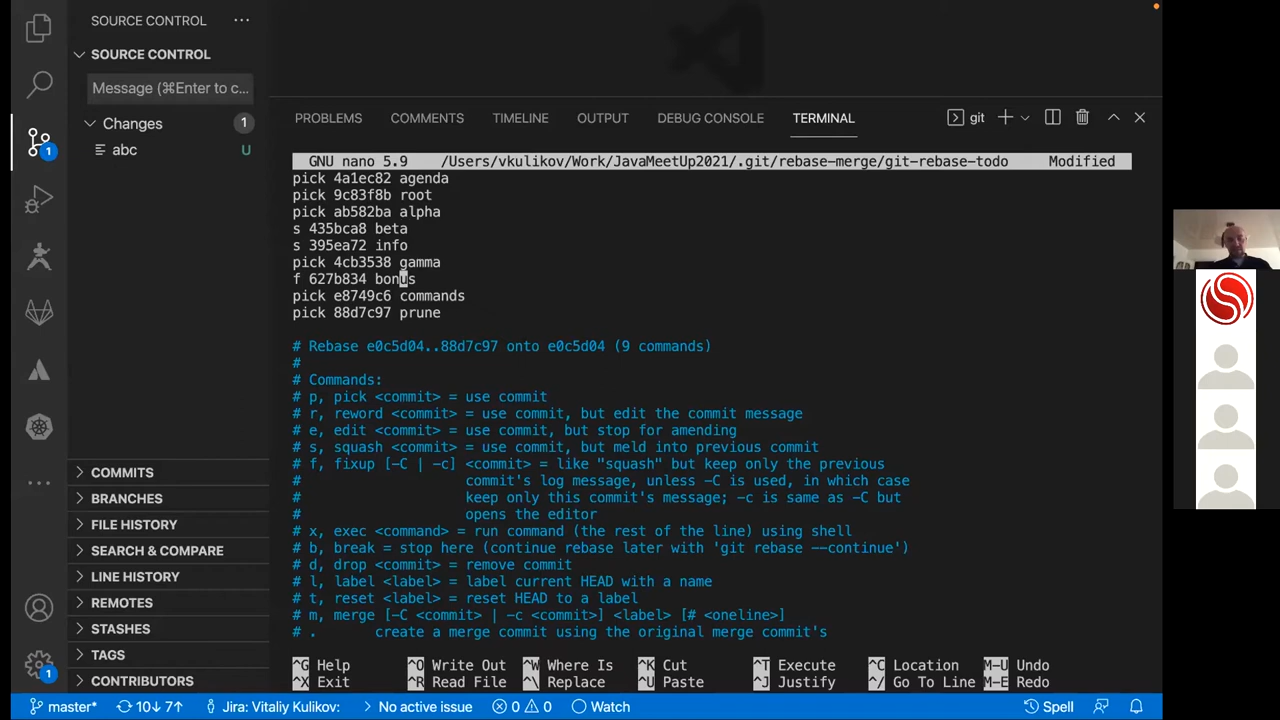 SOURCE CONTROL ...
SOURCE CONTROL
Message (⌘Enter to c...
Changes 1
abc U
1
COMMITS
BRANCHES
FILE HISTORY
SEARCH & COMPARE
LINE HISTORY
REMOTES
STASHES
TAGS
CONTRIBUTORS
1
PROBLEMS COMMENTS TIMELINE OUTPUT DEBUG CONSOLE TERMINAL git
GNU nano 5.9 /Users/vkulikov/Work/JavaMeetUp2021/.git/rebase-merge/git-rebase-todo Modified
pick 4a1ec82 agenda
pick 9c83f8b root
pick ab582ba alpha
s 435bca8 beta
s 395ea72 info
pick 4cb3538 gamma
f 627b834 bonus
pick e8749c6 commands
pick 88d7c97 prune
# Rebase e0c5d04..88d7c97 onto e0c5d04 (9 commands)
#
# Commands:
# p, pick <commit> = use commit
# r, reword <commit> = use commit, but edit the commit message
# e, edit <commit> = use commit, but stop for amending
# s, squash <commit> = use commit, but meld into previous commit
# f, fixup [-C | -c] <commit> = like "squash" but keep only the previous
# commit's log message, unless -C is used, in which case
# keep only this commit's message; -c is same as -C but
# opens the editor
# x, exec <command> = run command (the rest of the line) using shell
# b, break = stop here (continue rebase later with 'git rebase --continue')
# d, drop <commit> = remove commit
# l, label <label> = label current HEAD with a name
# t, reset <label> = reset HEAD to a label
# m, merge [-C <commit> | -c <commit>] <label> [# <oneline>]
# . create a merge commit using the original merge commit's
^G Help ^O Write Out ^W Where Is ^K Cut ^T Execute ^C Location M-U Undo
^X Exit ^R Read File ^\ Replace ^U Paste ^J Justify ^/ Go To Line M-E Redo
master* 10↓ 7↑ Jira: Vitaliy Kulikov: No active issue 0 0 Watch Spell